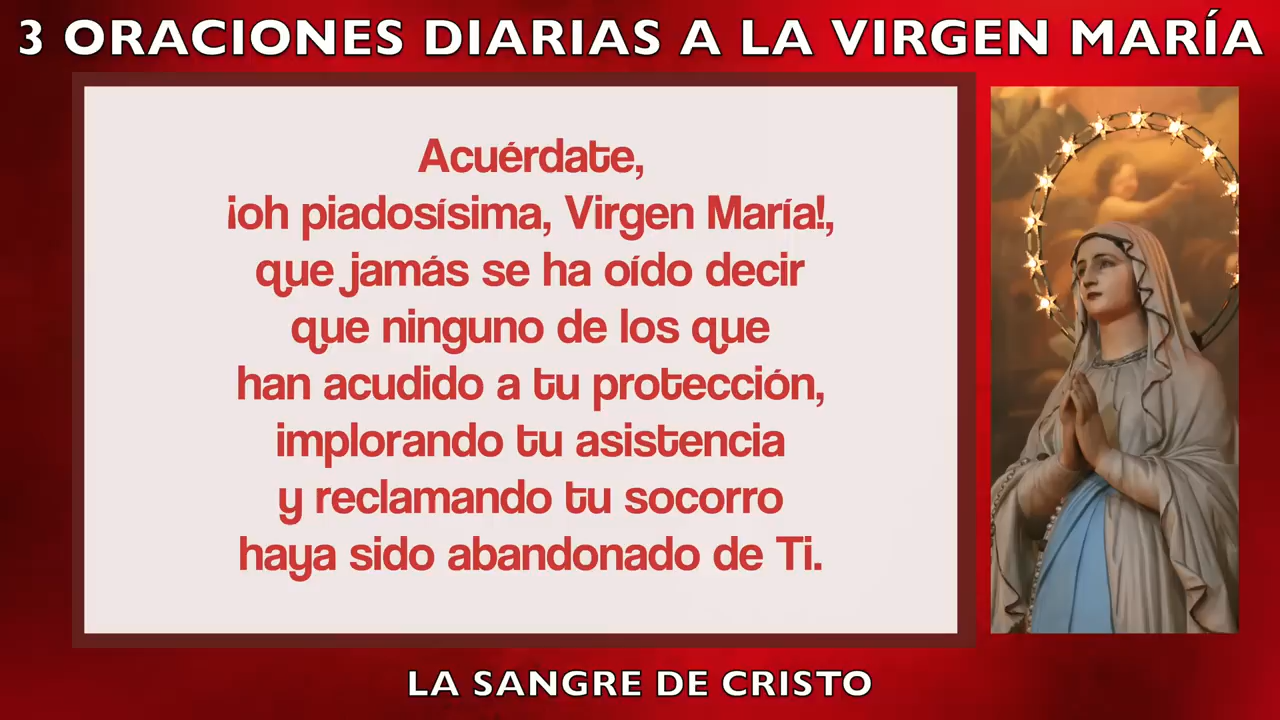 3 ORACIONES DIARIAS A LA VIRGEN MARÍA
Acuérdate,
¡oh piadosísima, Virgen María!,
que jamás se ha oído decir
que ninguno de los que
han acudido a tu protección,
implorando tu asistencia
y reclamando tu socorro
haya sido abandonado de Ti.
LA SANGRE DE CRISTO